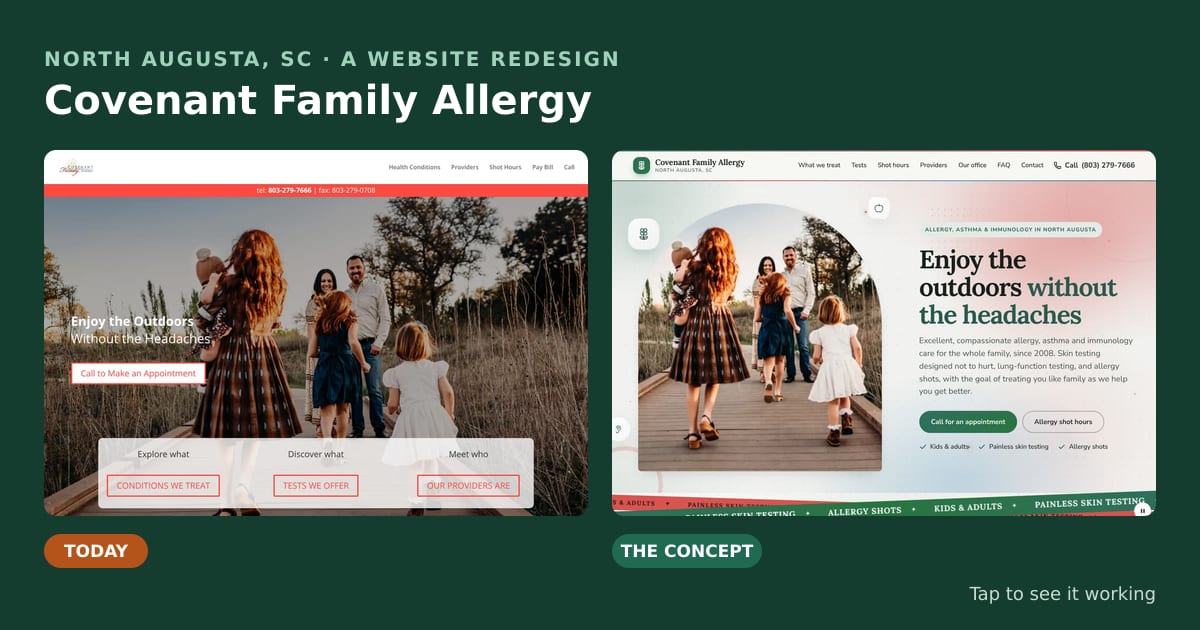 NORTH AUGUSTA, SC · A WEBSITE REDESIGN
Covenant Family Allergy
Health Conditions Providers Shot Hours Pay Bill Call
tel: 803-279-7666 | fax: 803-279-0708
Enjoy the Outdoors
Without the Headaches
Call to Make an Appointment
Explore what Discover what Meet who
CONDITIONS WE TREAT TESTS WE OFFER OUR PROVIDERS ARE
TODAY
Covenant Family Allergy
NORTH AUGUSTA, SC
What we treat Tests Shot hours Providers Our office FAQ Contact Call (803) 279-7666
ALLERGY, ASTHMA & IMMUNOLOGY IN NORTH AUGUSTA
Enjoy the
outdoors without
the headaches
Excellent, compassionate allergy, asthma and immunology
care for the whole family, since 2008. Skin testing
designed not to hurt, lung-function testing, and allergy
shots, with the goal of treating you like family as we help
you get better.
Call for an appointment Allergy shot hours
Kids & adults Painless skin testing Allergy shots
S & ADULTS PAINLESS SKIN TESTING
PAINLESS SKIN TESTING ALLERGY SHOTS KIDS & ADULTS PAINLESS SKIN TESTING
THE CONCEPT
Tap to see it working